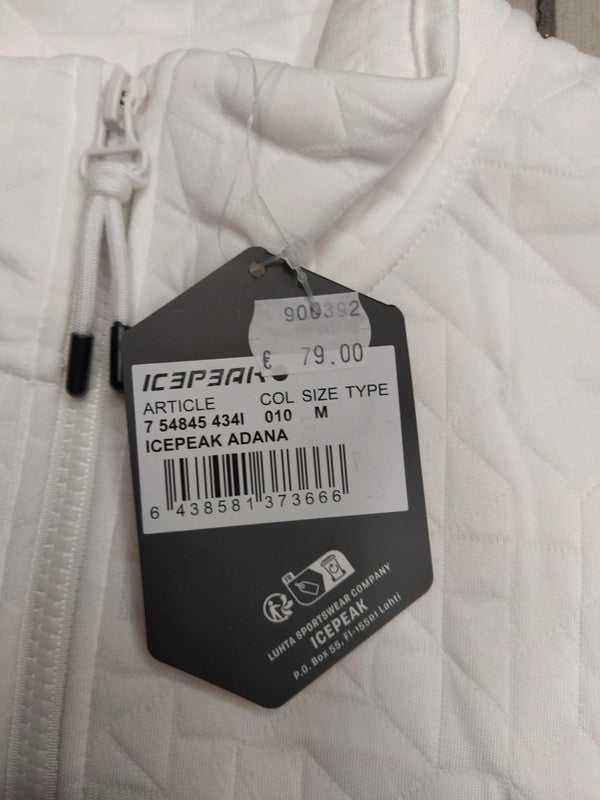 900392
€ 79.00
ICEPEAK
ARTICLE COL SIZE TYPE
7 54845 434I 010 M
ICEPEAK ADANA
6 438581 373666
FR
LUHTA SPORTSWEAR COMPANY
ICEPEAK
P.O. Box 55, FI-15501 Lahti